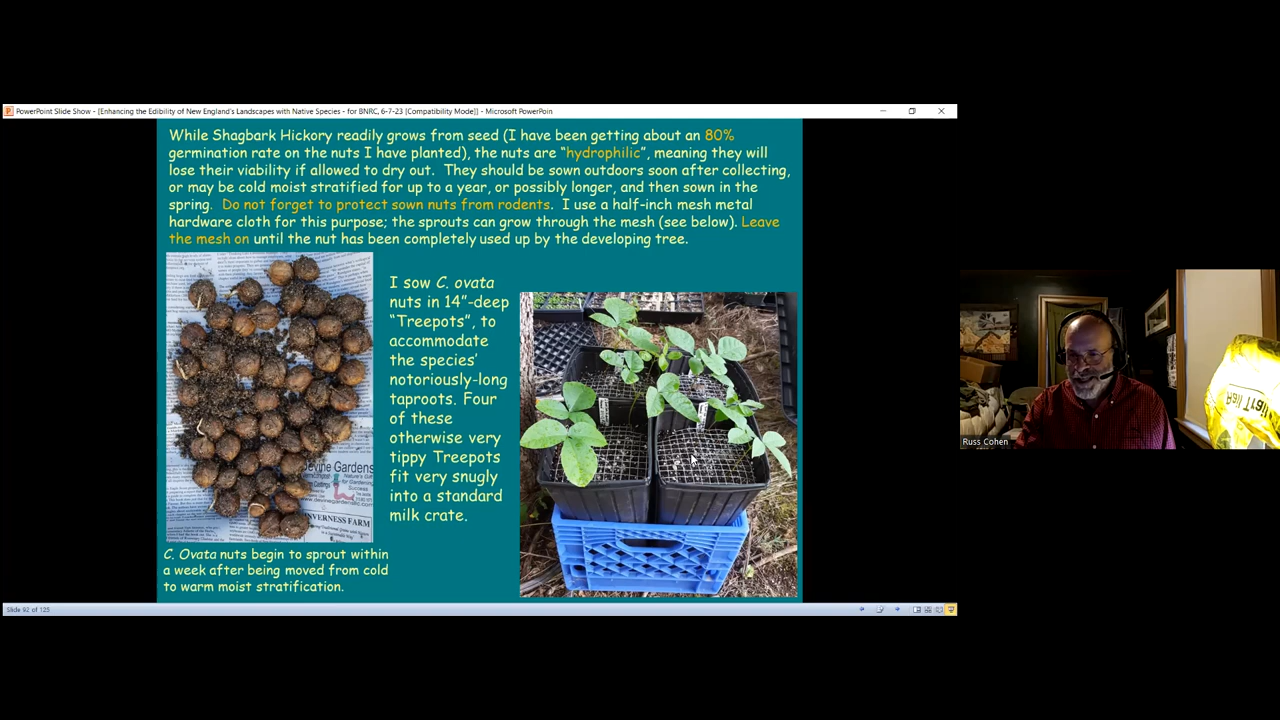 PowerPoint Slide Show - [Enhancing the Edibility of New England's Landscapes with Native Species - for BNRC, 6-7-23 [Compatibility Mode]] - Microsoft PowerPoin
While Shagbark Hickory readily grows from seed (I have been getting about an 80%
germination rate on the nuts I have planted), the nuts are "hydrophilic", meaning they will
lose their viability if allowed to dry out. They should be sown outdoors soon after collecting,
or may be cold moist stratified for up to a year, or possibly longer, and then sown in the
spring. Do not forget to protect sown nuts from rodents. I use a half-inch mesh metal
hardware cloth for this purpose; the sprouts can grow through the mesh (see below). Leave
the mesh on until the nut has been completely used up by the developing tree.
I sow C. ovata
nuts in 14"-deep
"Treepots", to
accommodate
the species'
notoriously-long
taproots. Four
of these
otherwise very
tippy Treepots
fit very snugly
into a standard
milk crate.
evine Gardens
INVERNESS FARM
C. Ovata nuts begin to sprout within
a week after being moved from cold
to warm moist stratification.
Slide 92 of 125
Russ Cohen
Rail Trail